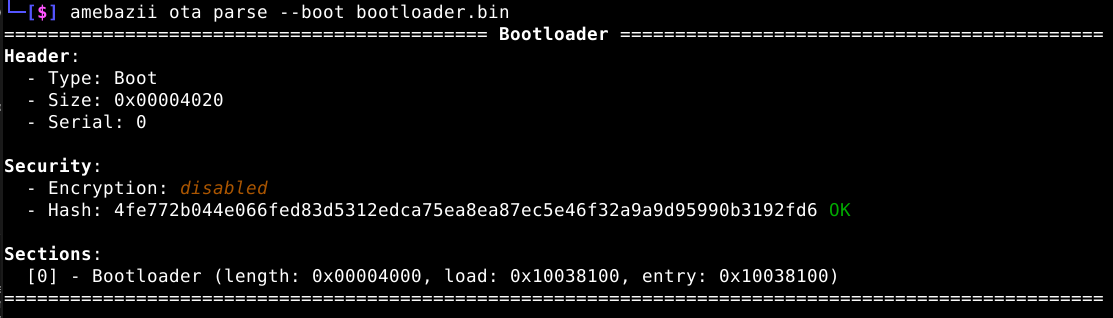 └─[$] amebazii ota parse --boot bootloader.bin
============================================ Bootloader ============================================
Header:
- Type: Boot
- Size: 0x00004020
- Serial: 0
Security:
- Encryption: disabled
- Hash: 4fe772b044e066fed83d5312edca75ea8ea87ec5e46f32a9a9d95990b3192fd6 OK
Sections:
[0] - Bootloader (length: 0x00004000, load: 0x10038100, entry: 0x10038100)
====================================================================================================